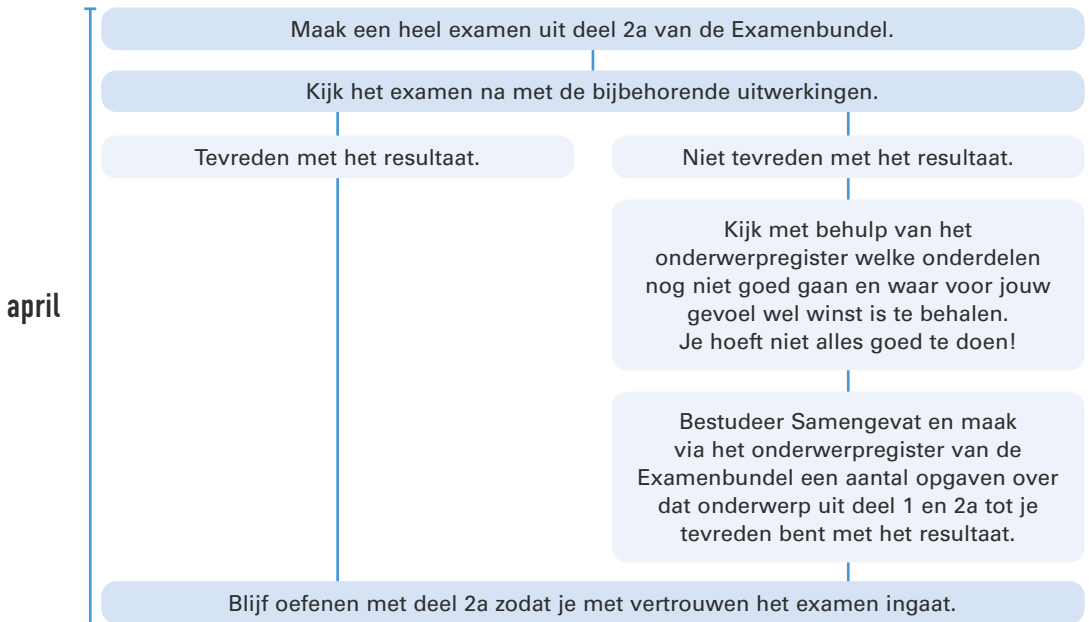 Maak een heel examen uit deel 2a van de Examenbundel.
Kijk het examen na met de bijbehorende uitwerkingen.
Tevreden met het resultaat.
Niet tevreden met het resultaat.
Kijk met behulp van het
onderwerpregister welke onderdelen
nog niet goed gaan en waar voor jouw
gevoel wel winst is te behalen.
Je hoeft niet alles goed te doen!
april
Bestudeer Samengevat en maak
via het onderwerpregister van de
Examenbundel een aantal opgaven over
dat onderwerp uit deel 1 en 2a tot je
tevreden bent met het resultaat.
Blijf oefenen met deel 2a zodat je met vertrouwen het examen ingaat.